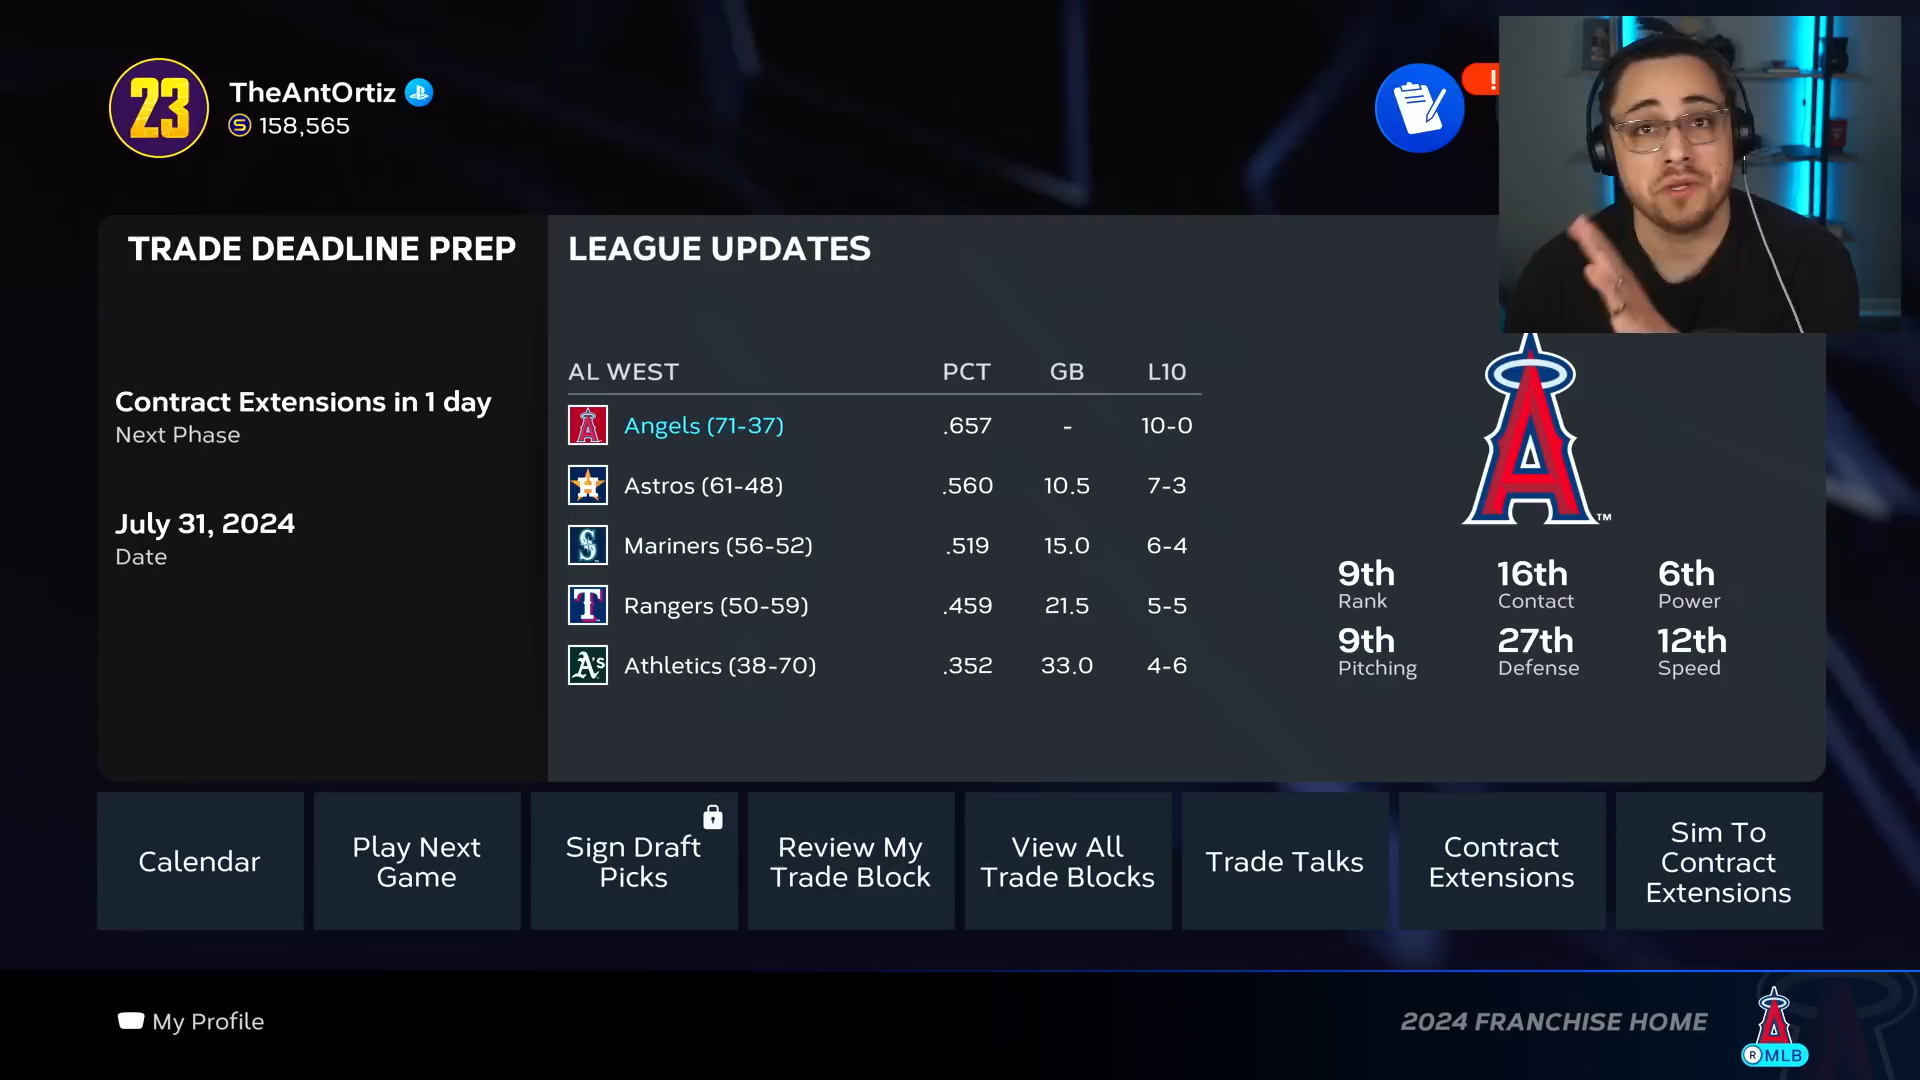 23
TheAntOrtiz
S 158,565
!
TRADE DEADLINE PREP
Contract Extensions in 1 day
Next Phase
July 31, 2024
Date
LEAGUE UPDATES
AL WEST PCT GB L10
Angels (71-37) .657 - 10-0
Astros (61-48) .560 10.5 7-3
Mariners (56-52) .519 15.0 6-4
Rangers (50-59) .459 21.5 5-5
Athletics (38-70) .352 33.0 4-6
A™
9th 16th 6th
Rank Contact Power
9th 27th 12th
Pitching Defense Speed
Calendar
Play Next
Game
Sign Draft
Picks
Review My
Trade Block
View All
Trade Blocks
Trade Talks
Contract
Extensions
Sim To
Contract
Extensions
My Profile
2024 FRANCHISE HOME
A
R MLB